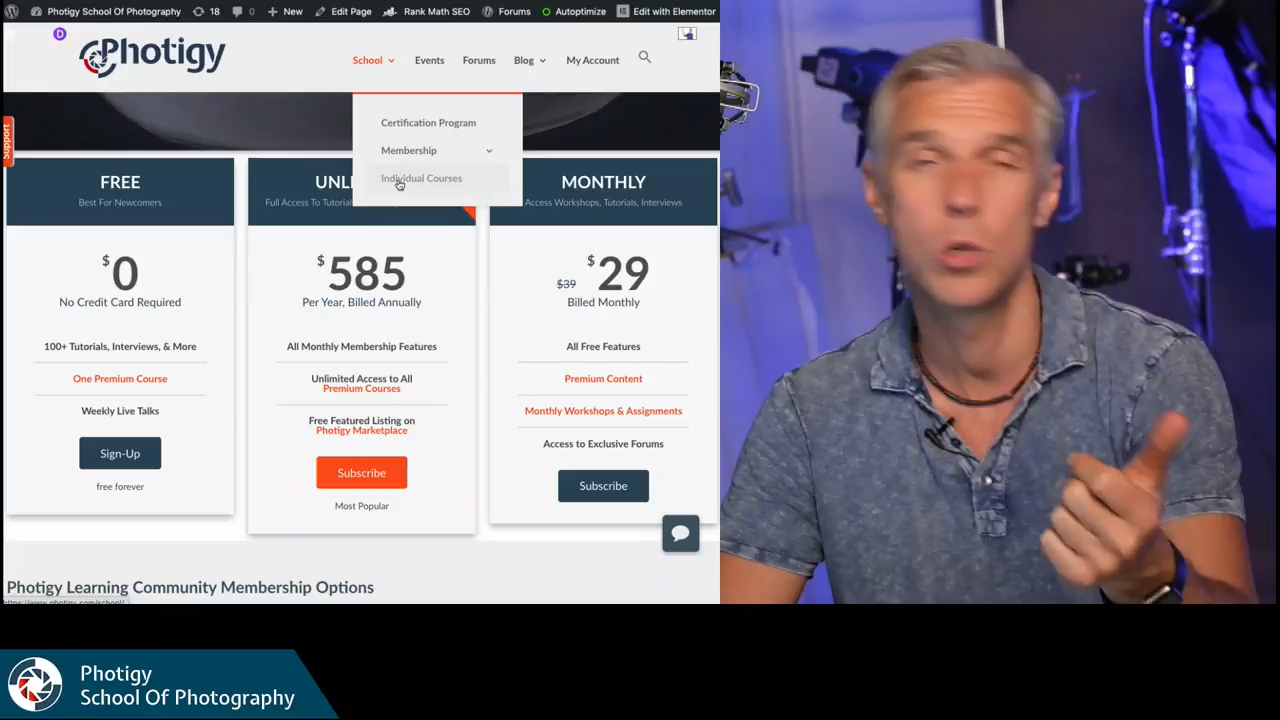 Photigy School Of Photography 18 0 New Edit Page Rank Math SEO Forums Autoptimize Edit with Elementor
Photigy
School Events Forums Blog My Account
Support
Certification Program
Membership
Individual Courses
FREE
Best For Newcomers
$0
No Credit Card Required
100+ Tutorials, Interviews, & More
One Premium Course
Weekly Live Talks
Sign-Up
free forever
UNL
Full Access To Tutorial
$585
Per Year, Billed Annually
All Monthly Membership Features
Unlimited Access to All
Premium Courses
Free Featured Listing on
Photigy Marketplace
Subscribe
Most Popular
MONTHLY
Access Workshops, Tutorials, Interviews
$39 $29
Billed Monthly
All Free Features
Premium Content
Monthly Workshops & Assignments
Access to Exclusive Forums
Subscribe
Photigy Learning Community Membership Options
Photigy
School Of Photography